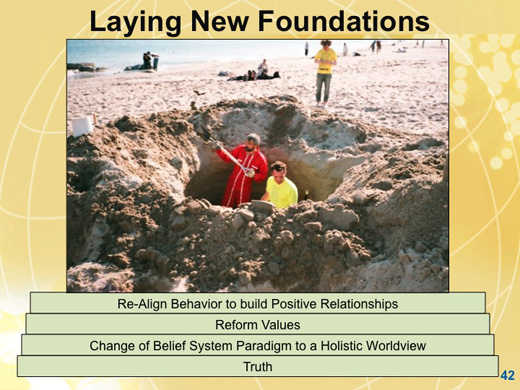 Laying New Foundations
Re-Align Behavior to build Positive Relationships
Reform Values
Change of Belief System Paradigm to a Holistic Worldview
Truth
42